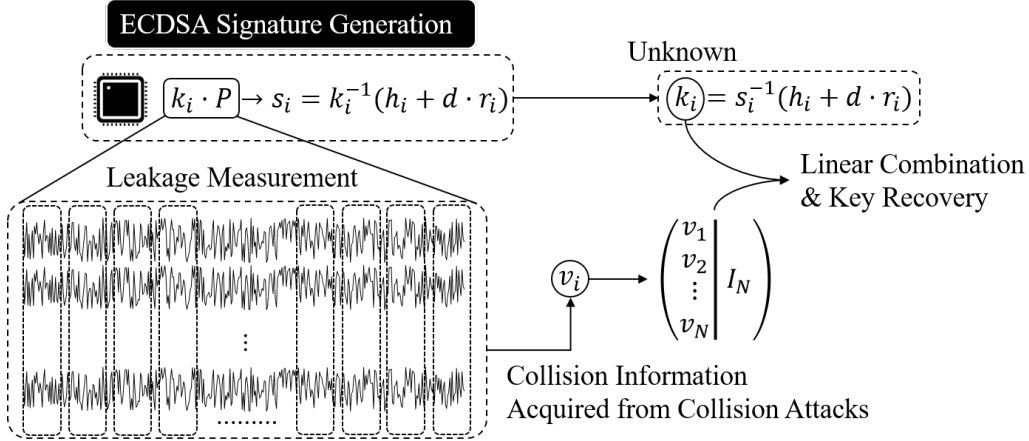 ECDSA Signature Generation
Unknown
k_i · P → s_i = k_i^{-1}(h_i + d · r_i)
k_i = s_i^{-1}(h_i + d · r_i)
Leakage Measurement
Linear Combination
& Key Recovery
v_1
v_2
⋮
v_N
I_N
v_i
...
Collision Information
Acquired from Collision Attacks
.........